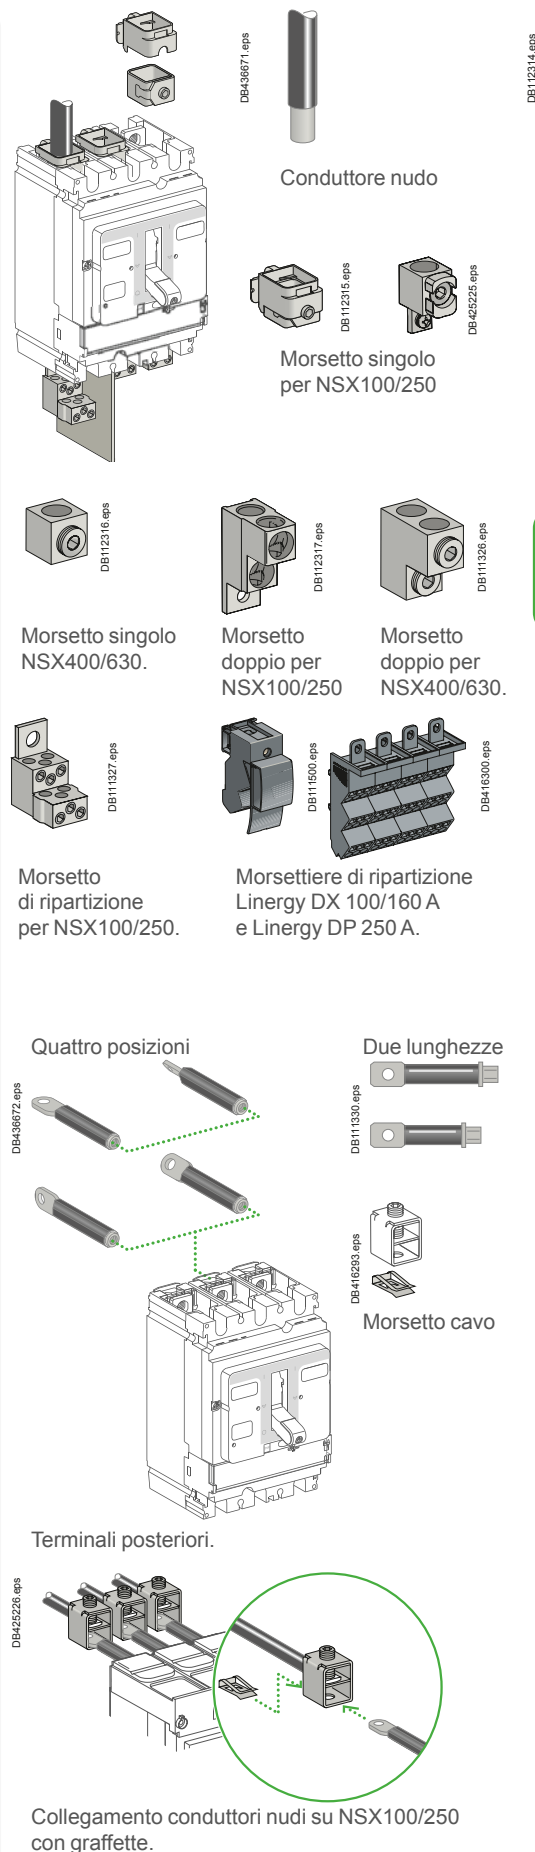 DB436671.eps
DB112314.eps
Conduttore nudo
DB112315.eps
DB425225.eps
Morsetto singolo
per NSX100/250
DB112316.eps
DB112317.eps
DB111326.eps
Morsetto singolo
NSX400/630.
Morsetto
doppio per
NSX100/250
Morsetto
doppio per
NSX400/630.
DB111327.eps
DB111500.eps
DB416300.eps
Morsetto
di ripartizione
per NSX100/250.
Morsettiere di ripartizione
Linergy DX 100/160 A
e Linergy DP 250 A.
Quattro posizioni
Due lunghezze
DB436672.eps
DB111330.eps
DB416293.eps
Morsetto cavo
Terminali posteriori.
DB425226.eps
Collegamento conduttori nudi su NSX100/250
con graffette.